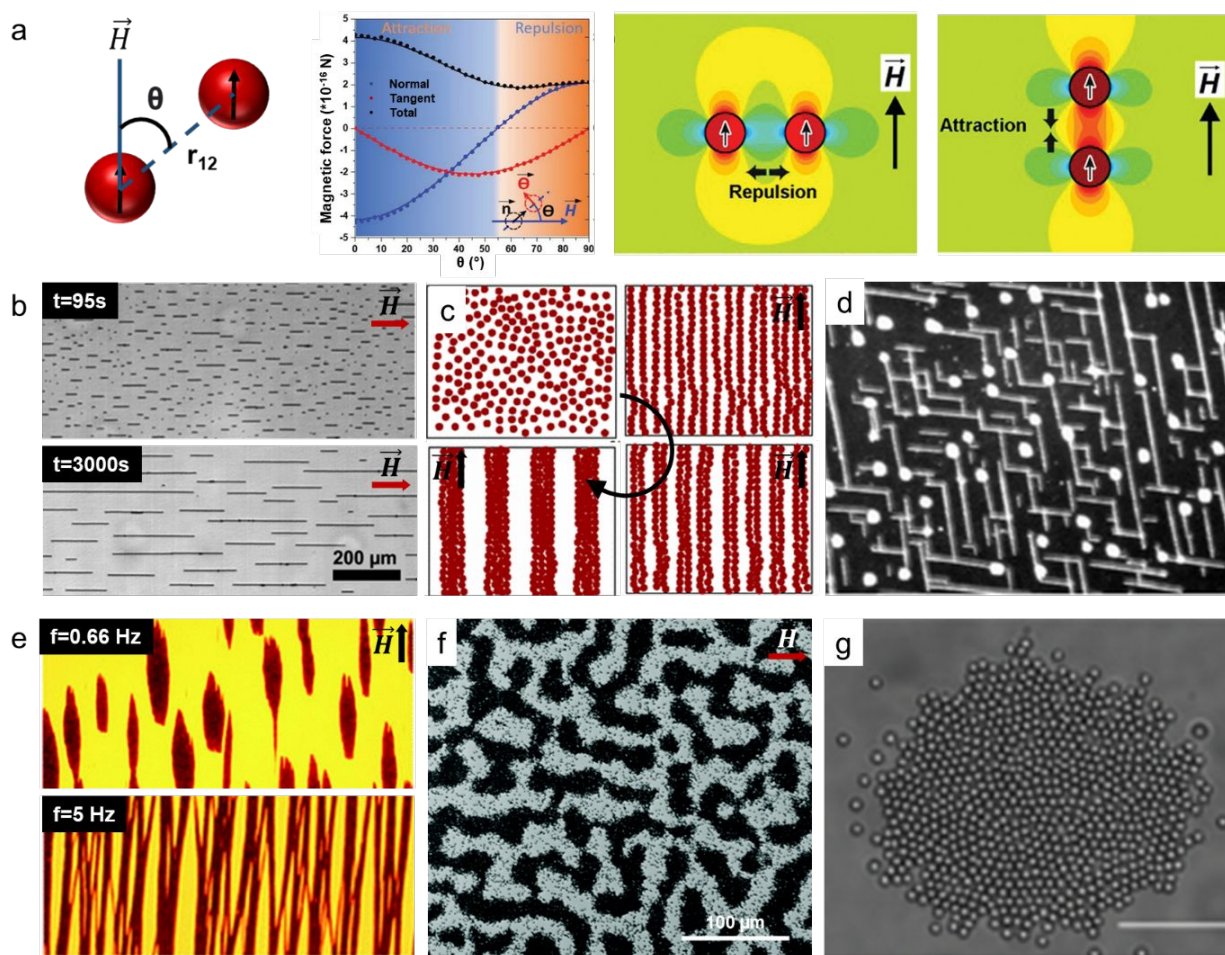 a
H
θ
r12
Magnetic force (*10-16 N)
Attraction
Repulsion
5
4
3
2
1
0
-1
-2
-3
-4
-5
Normal
Tangent
Total
Θ
n
Θ
H
0 10 20 30 40 50 60 70 80 90
θ (°)
H
Repulsion
H
Attraction
b
t=95s
H
t=3000s
H
200 µm
c
H
H
H
d
e
f=0.66 Hz
H
f=5 Hz
f
H
100 µm
g